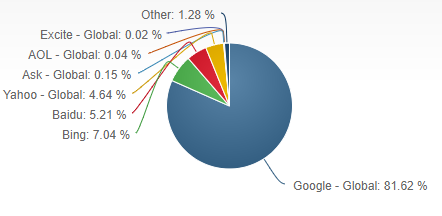 Other: 1.28 %
Excite - Global: 0.02 %
AOL - Global: 0.04 %
Ask - Global: 0.15 %
Yahoo - Global: 4.64 %
Baidu: 5.21 %
Bing: 7.04 %
Google - Global: 81.62 %